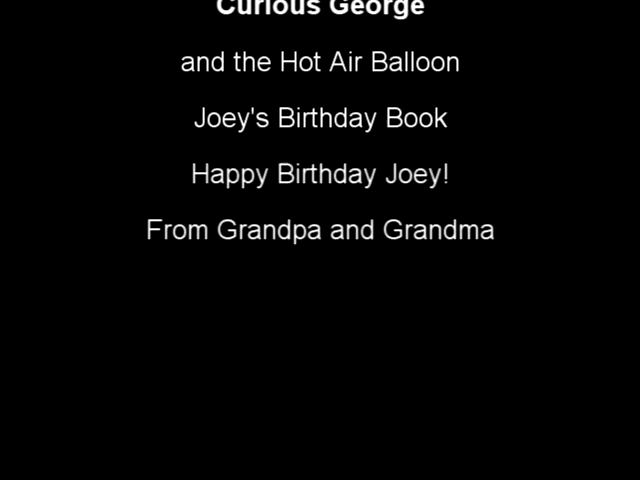 Curious George
and the Hot Air Balloon
Joey's Birthday Book
Happy Birthday Joey!
From Grandpa and Grandma